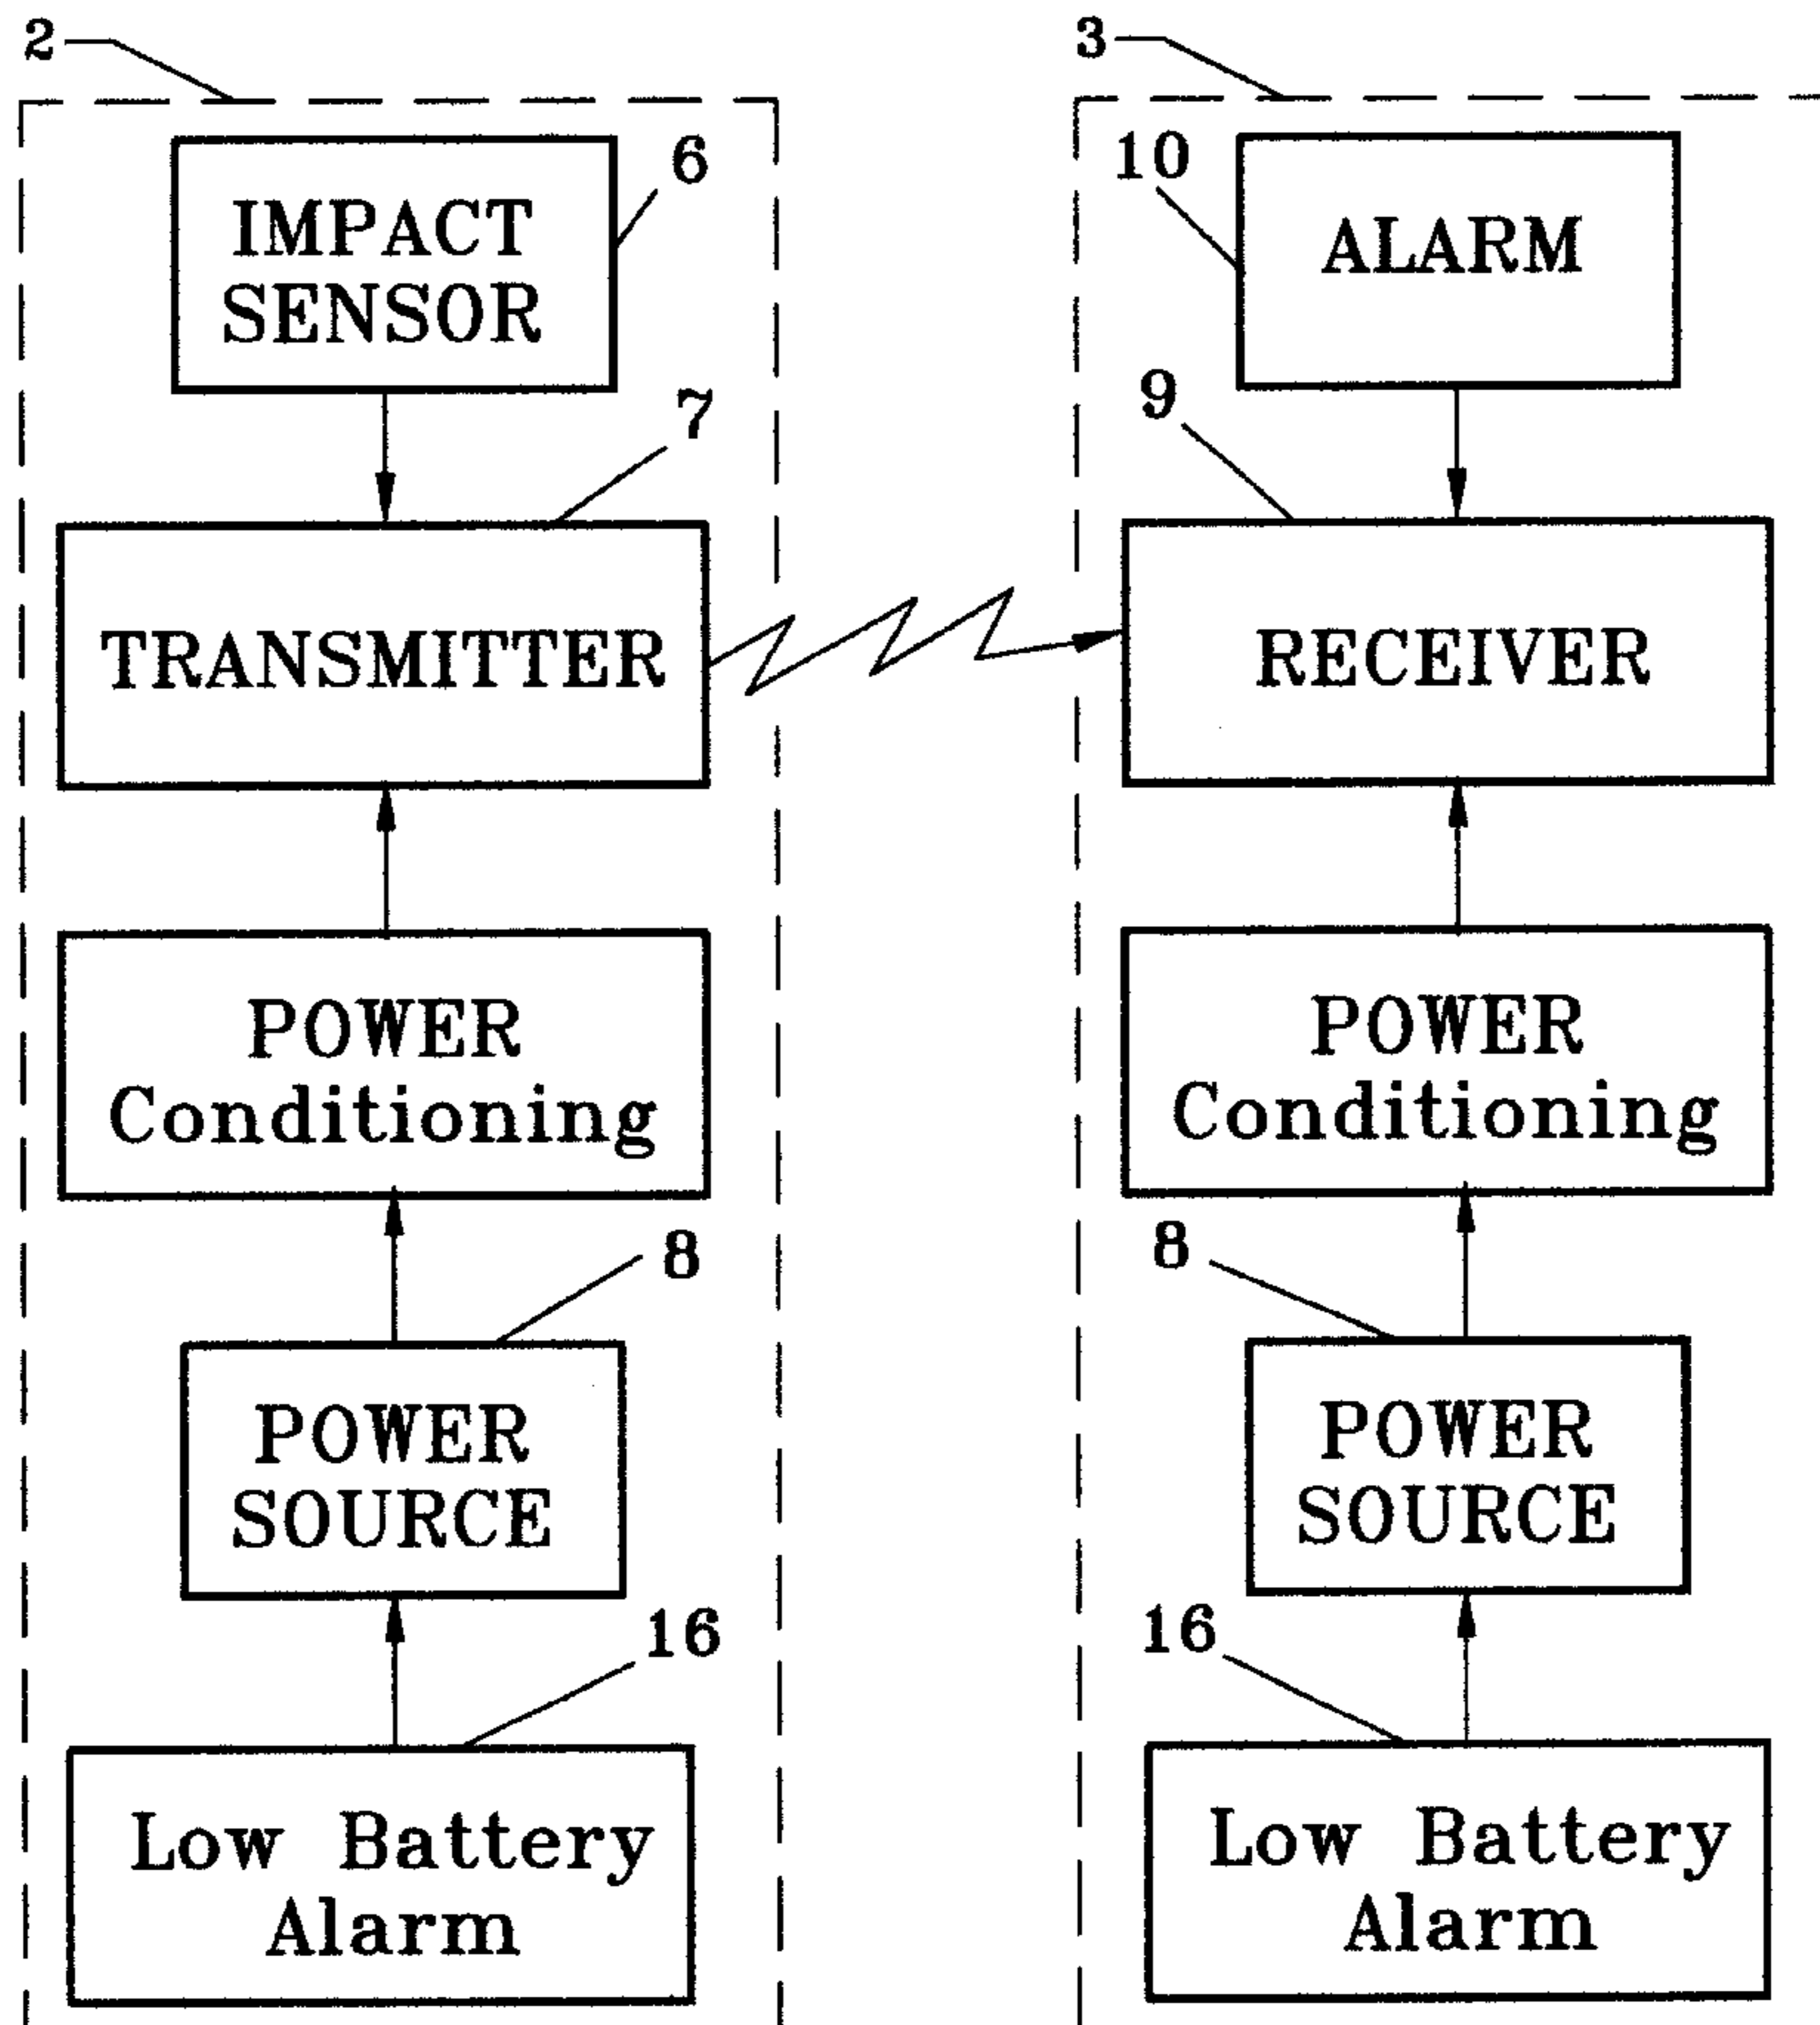 2
6
IMPACT
SENSOR
7
TRANSMITTER
POWER
Conditioning
8
POWER
SOURCE
16
Low Battery
Alarm
3
10
ALARM
9
RECEIVER
POWER
Conditioning
8
POWER
SOURCE
16
Low Battery
Alarm